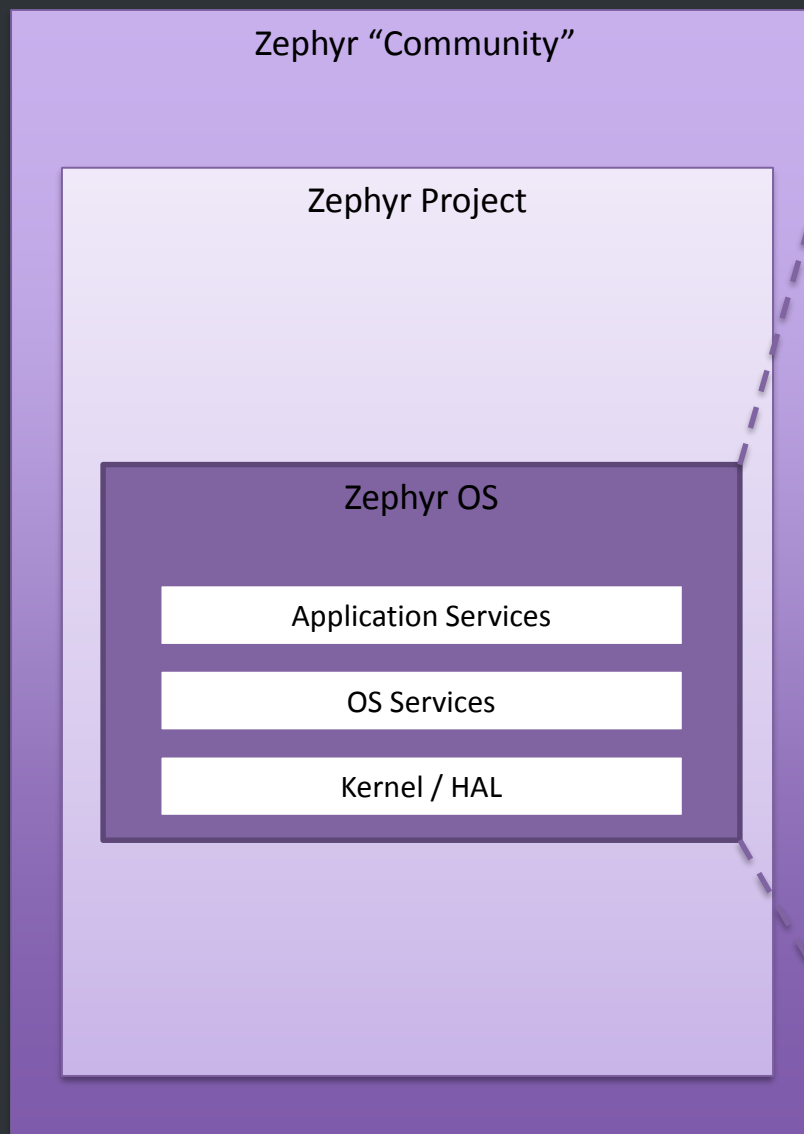 Zephyr “Community”
Zephyr Project
Zephyr OS
Application Services
OS Services
Kernel / HAL